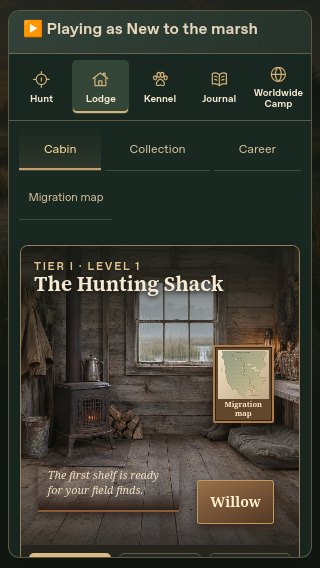 Playing as New to the marsh
Hunt
Lodge
Kennel
Journal
Worldwide
Camp
Cabin
Collection
Career
Migration map
TIER I · LEVEL 1
The Hunting Shack
Migration
map
The first shelf is ready
for your field finds.
Willow